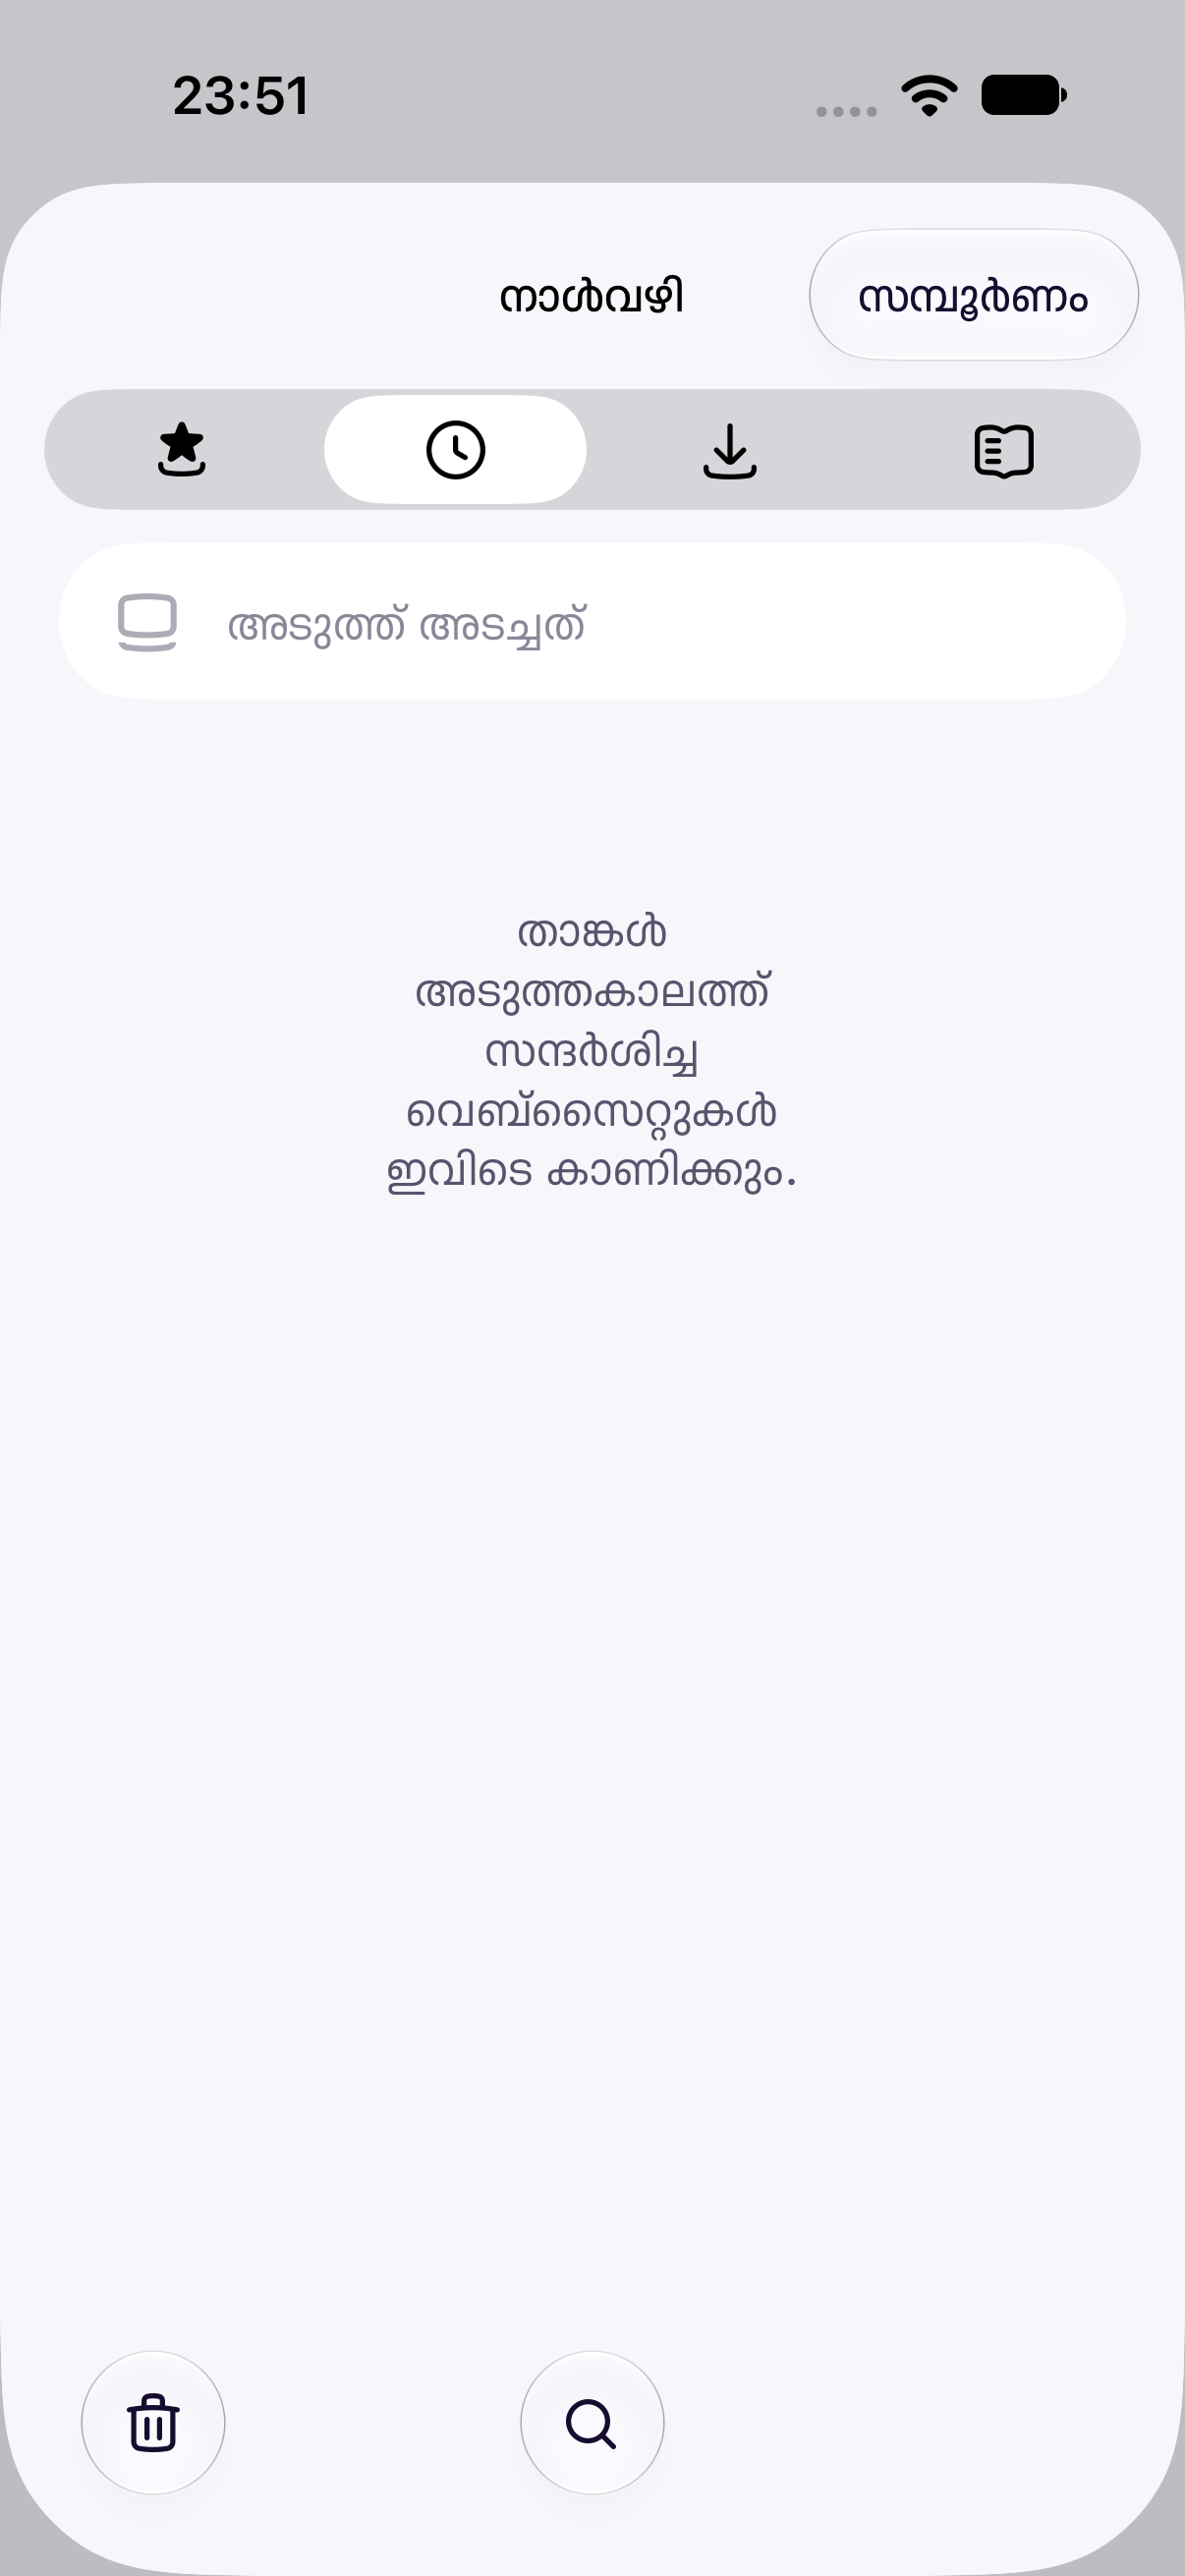 23:51
നാൾവഴി
സമ്പൂർണം
അടുത്ത് അടച്ചത്
താങ്കൾ
അടുത്തകാലത്ത്
സന്ദർശിച്ച
വെബ്സൈറ്റുകൾ
ഇവിടെ കാണിക്കും.